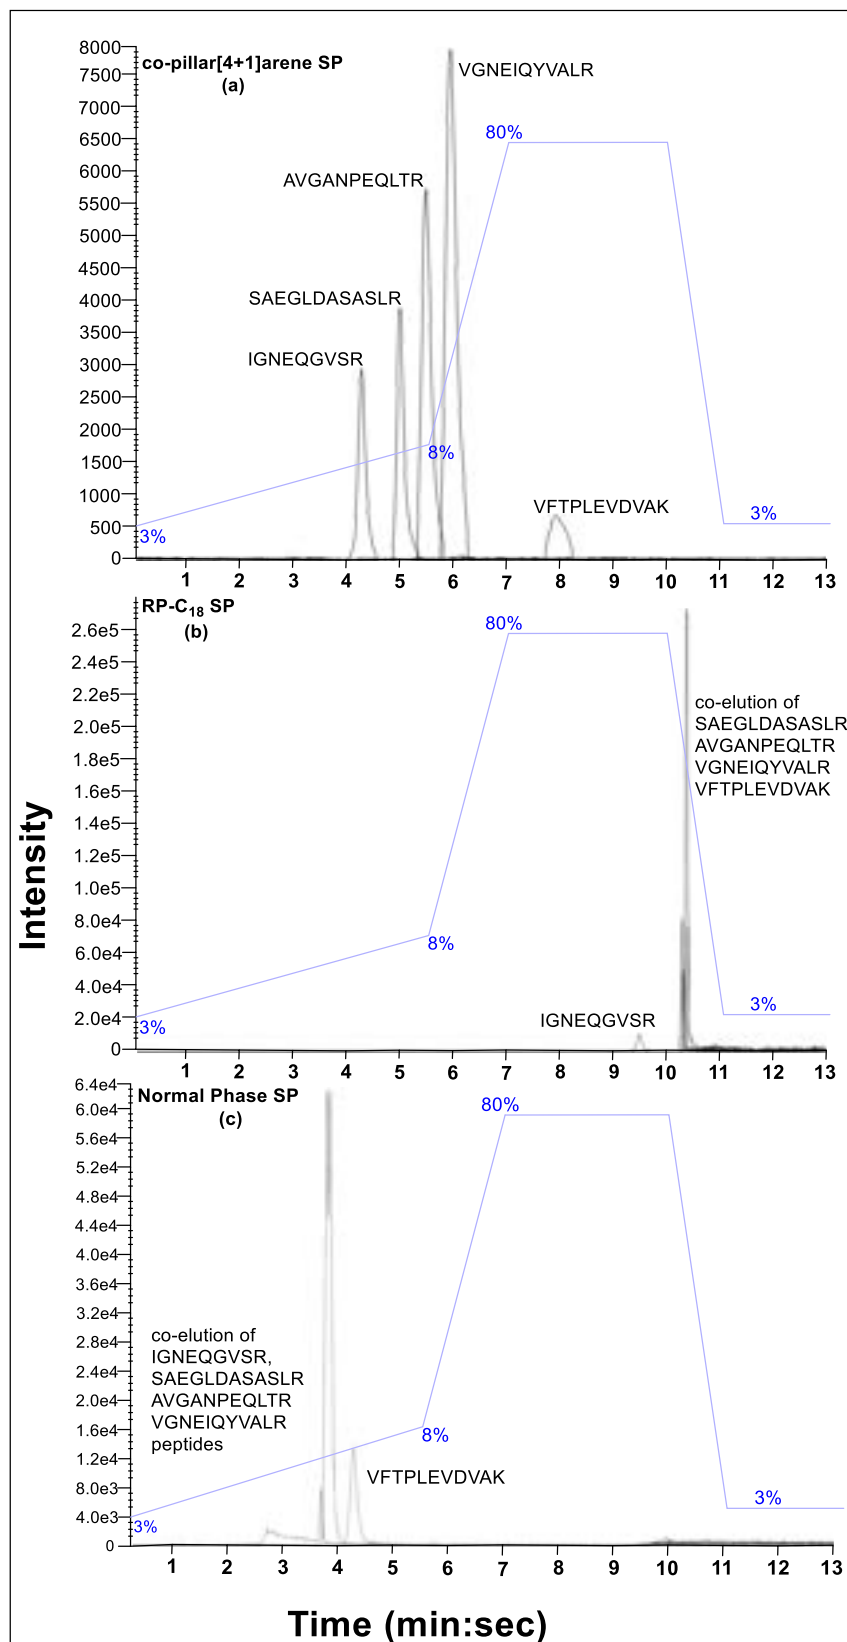 8000
co-pillar[4+1]arene SP
(a)
7500
7000
6500
6000
5500
5000
4500
4000
3500
3000
2500
2000
1500
1000
500
0
VGNEIQYVALR
80%
AVGANPEQLTR
SAEGLDASASLR
IGNEQGVSR
8%
VFTPLEVDVAK
3%
3%
1 2 3 4 5 6 7 8 9 10 11 12 13
RP-C18 SP
(b)
2.6e5
2.4e5
2.2e5
2.0e5
1.8e5
1.6e5
1.4e5
1.2e5
1.0e5
8.0e4
6.0e4
4.0e4
2.0e4
0
80%
co-elution of
SAEGLDASASLR
AVGANPEQLTR
VGNEIQYVALR
VFTPLEVDVAK
8%
3%
IGNEQGVSR
3%
1 2 3 4 5 6 7 8 9 10 11 12 13
Intensity
Normal Phase SP
(c)
6.4e4
6.0e4
5.6e4
5.2e4
4.8e4
4.4e4
4.0e4
3.6e4
3.2e4
2.8e4
2.4e4
2.0e4
1.6e4
1.2e4
8.0e3
4.0e3
0
80%
co-elution of
IGNEQGVSR,
SAEGLDASASLR
AVGANPEQLTR
VGNEIQYVALR
peptides
8%
VFTPLEVDVAK
3%
3%
1 2 3 4 5 6 7 8 9 10 11 12 13
Time (min:sec)